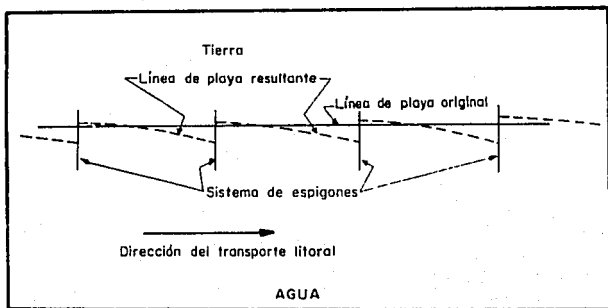 Tierra
Línea de playa resultante
Línea de playa original
Sistema de espigones
Dirección del transporte litoral
AGUA